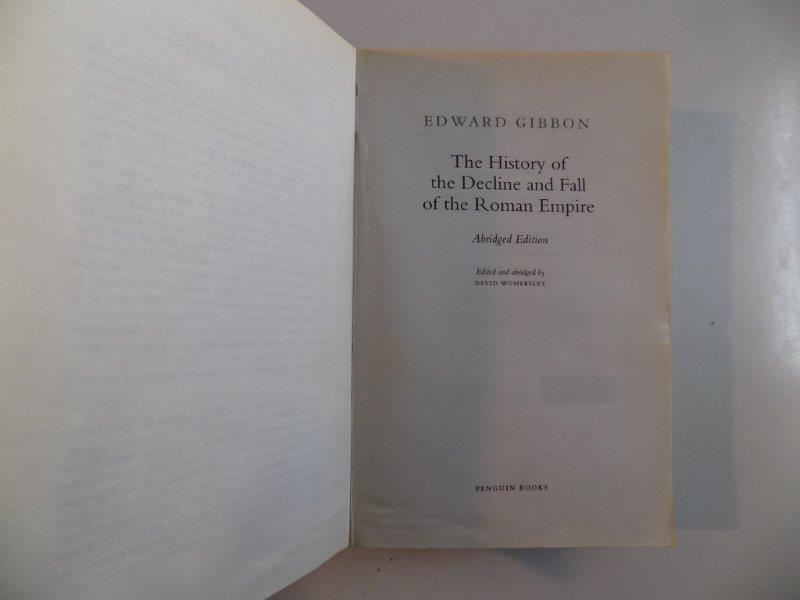 EDWARD GIBBON
The History of
the Decline and Fall
of the Roman Empire
Abridged Edition
Edited and abridged by
DAVID WOMERSLEY
PENGUIN BOOKS